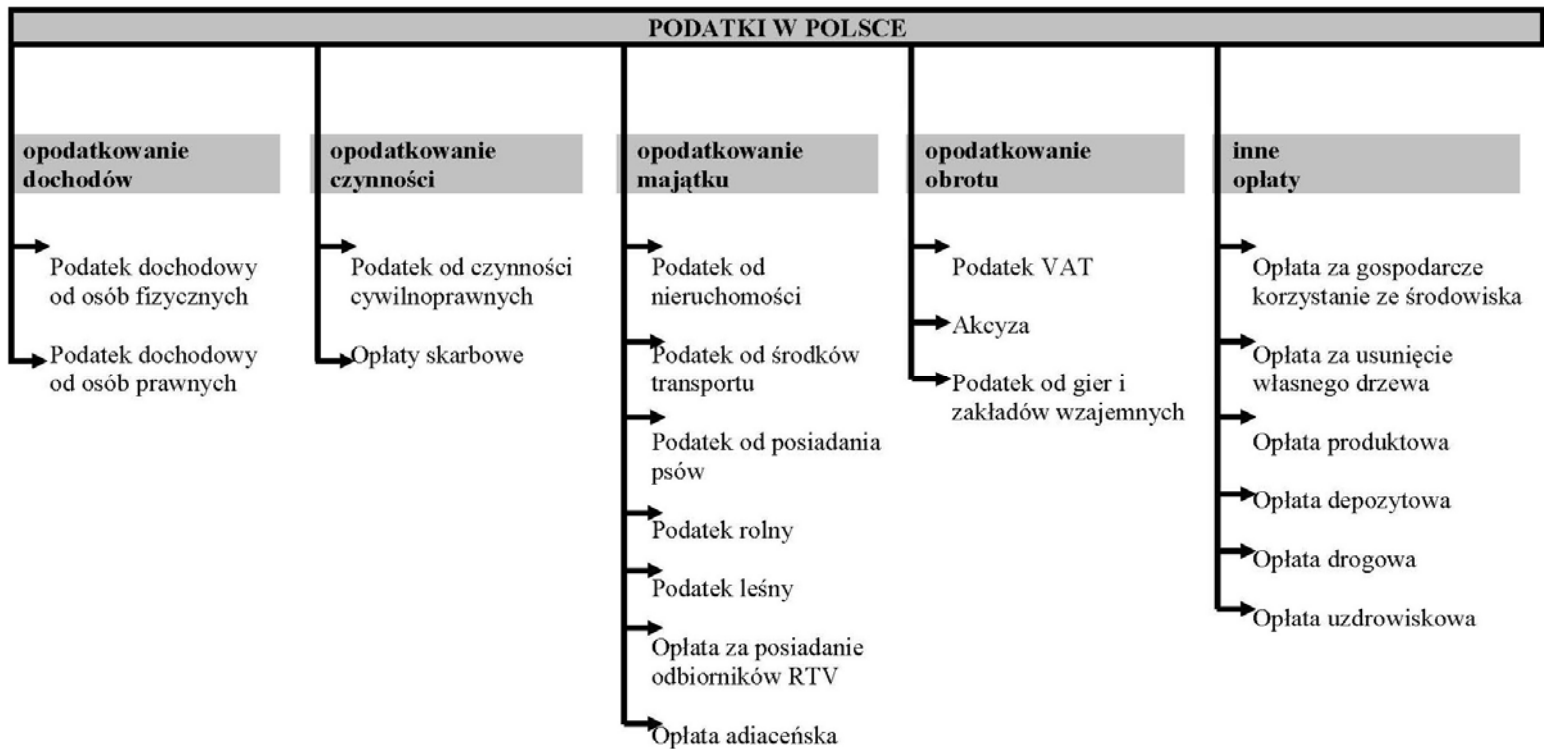 PODATKI W POLSCE
opodatkowanie
dochodów
Podatek dochodowy
od osób fizycznych
Podatek dochodowy
od osób prawnych
opodatkowanie
czynności
Podatek od czynności
cywilnoprawnych
Opłaty skarbowe
opodatkowanie
majątku
Podatek od
nieruchomości
Podatek od środków
transportu
Podatek od posiadania
psów
Podatek rolny
Podatek leśny
Opłata za posiadanie
odbiorników RTV
Opłata adiaceńska
opodatkowanie
obrotu
Podatek VAT
Akcyza
Podatek od gier i
zakładów wzajemnych
inne
opłaty
Opłata za gospodarcze
korzystanie ze środowiska
Opłata za usunięcie
własnego drzewa
Opłata produktowa
Opłata depozytowa
Opłata drogowa
Opłata uzdrowiskowa